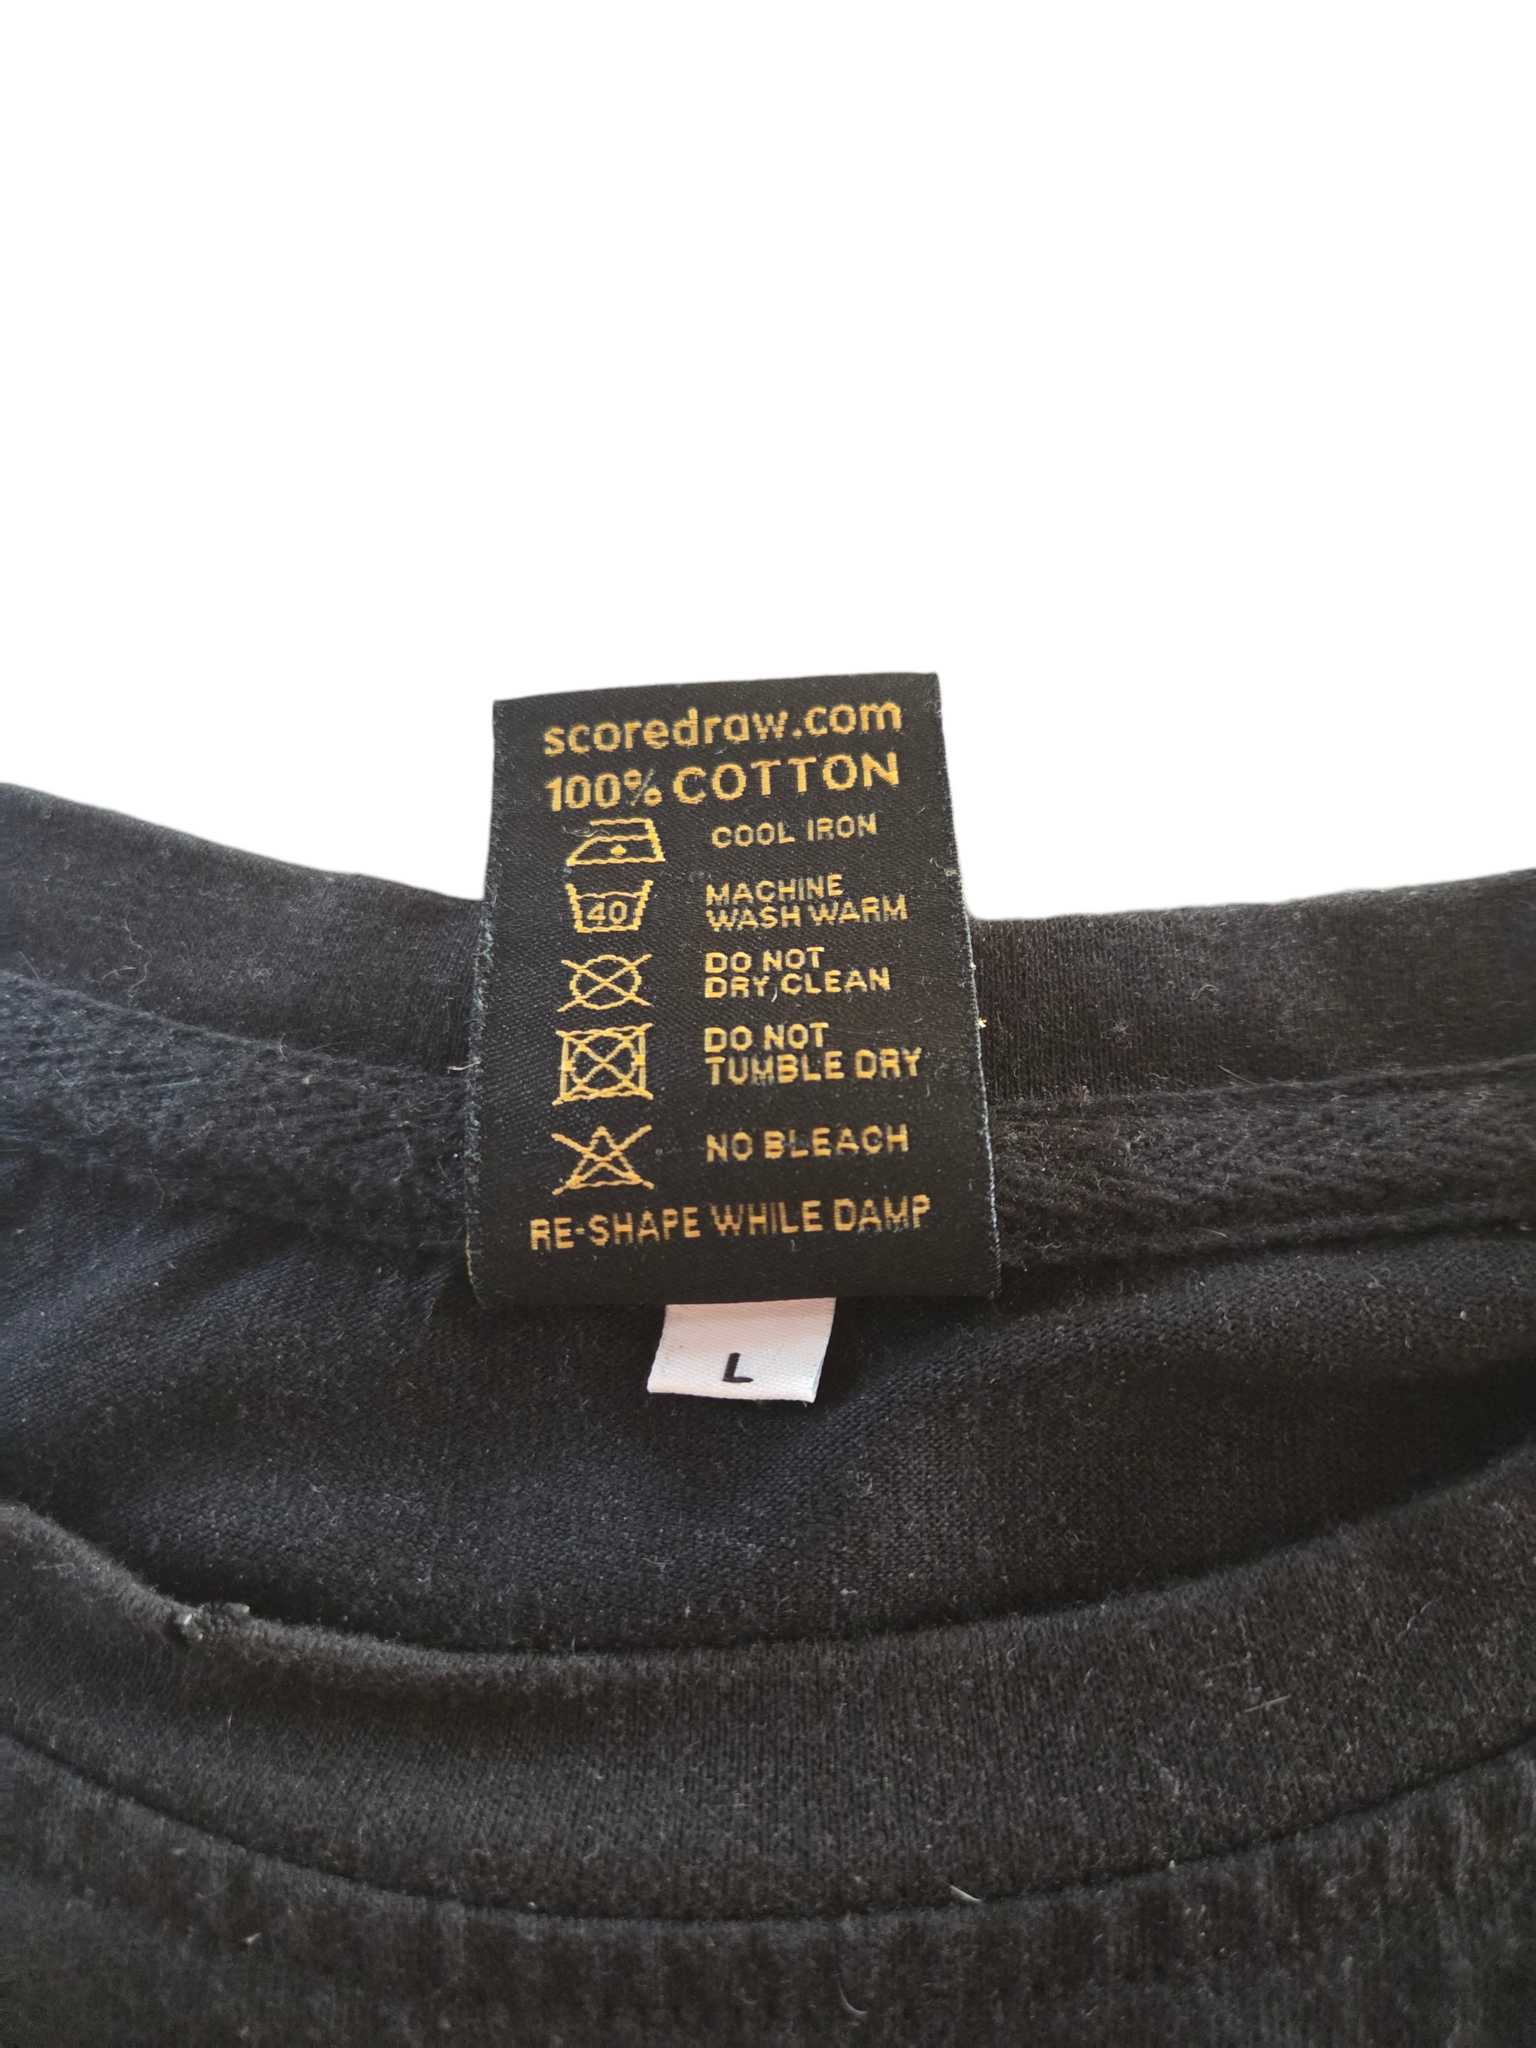 scoredraw.com
100% COTTON
COOL IRON
40
MACHINE
WASH WARM
DO NOT
DRY CLEAN
DO NOT
TUMBLE DRY
NO BLEACH
RE-SHAPE WHILE DAMP
L